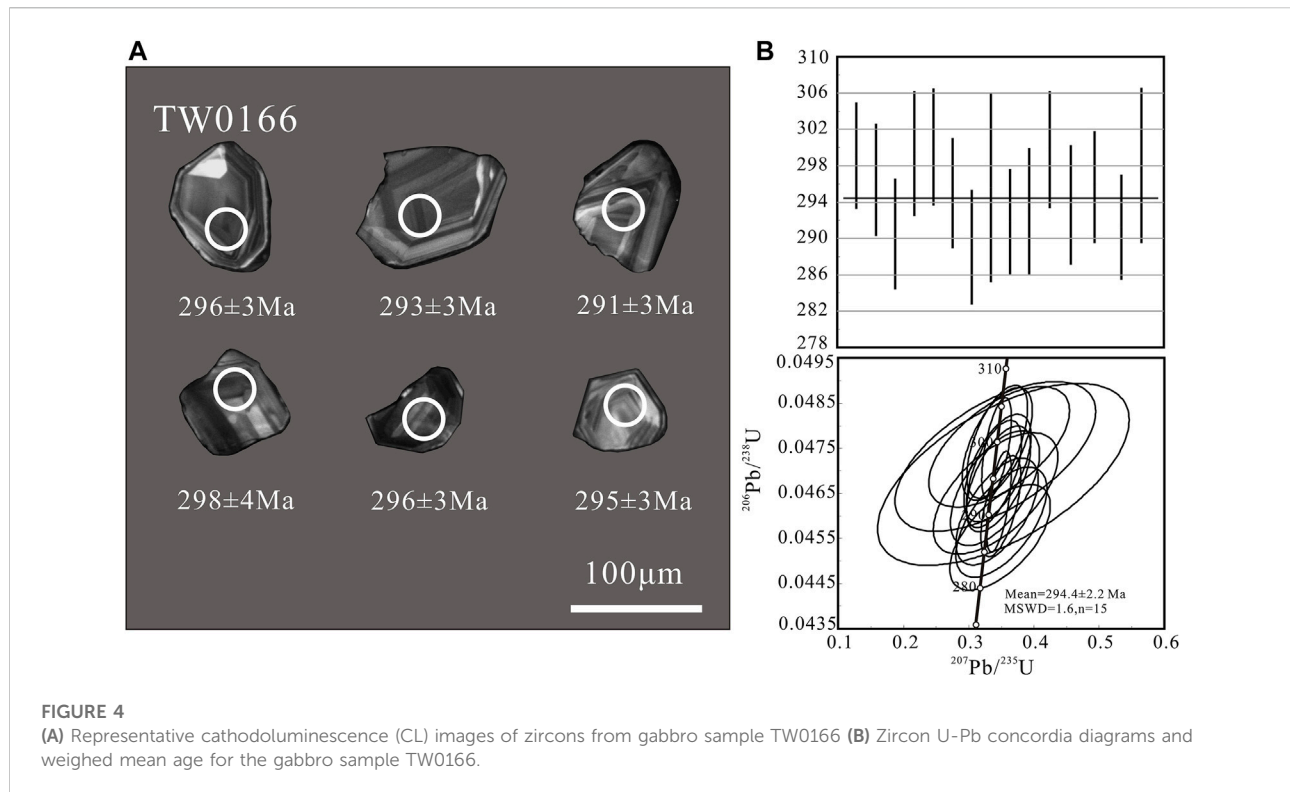 A
TW0166
296±3Ma 293±3Ma 291±3Ma
298±4Ma 296±3Ma 295±3Ma
100μm
B
310
306
302
298
294
290
286
282
278
0.0495
0.0485
0.0475
0.0465
0.0455
0.0445
0.0435
206Pb/238U
310
300
280
Mean=294.4±2.2 Ma
MSWD=1.6,n=15
0.1 0.2 0.3 0.4 0.5 0.6
207Pb/235U
FIGURE 4
(A) Representative cathodoluminescence (CL) images of zircons from gabbro sample TW0166 (B) Zircon U-Pb concordia diagrams and
weighed mean age for the gabbro sample TW0166.